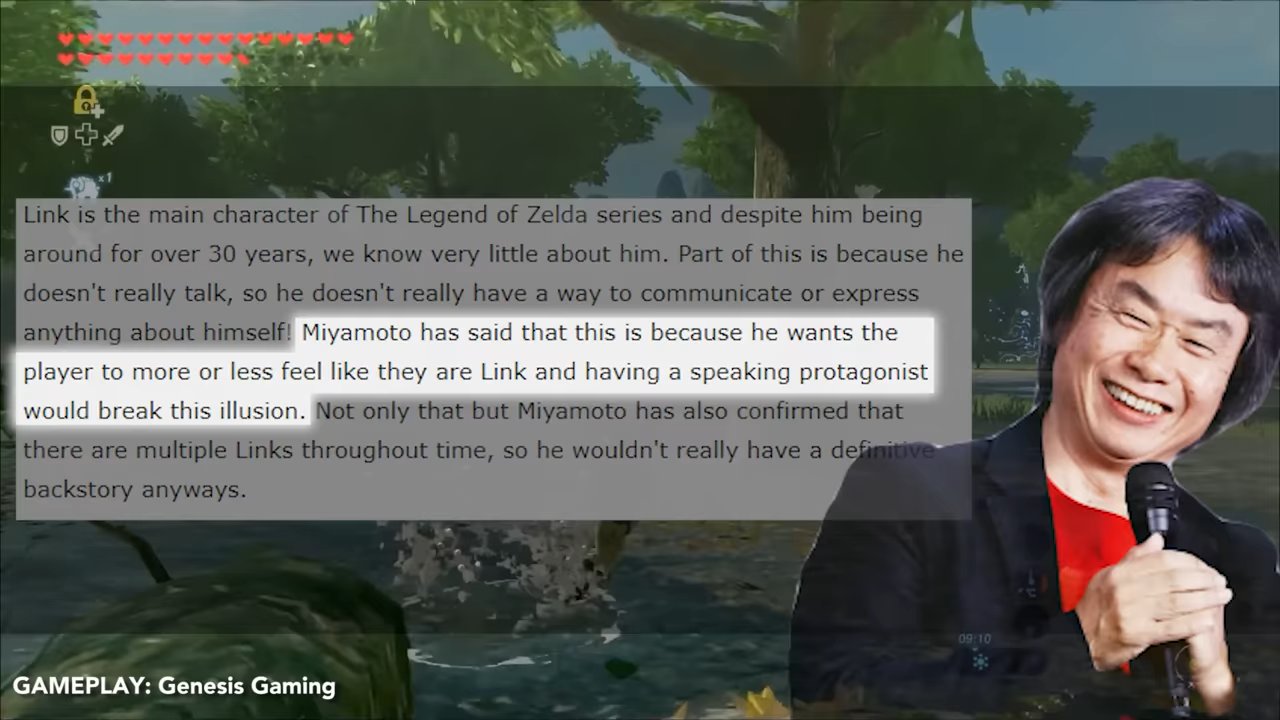 x1
Link is the main character of The Legend of Zelda series and despite him being
around for over 30 years, we know very little about him. Part of this is because he
doesn't really talk, so he doesn't really have a way to communicate or express
anything about himself! Miyamoto has said that this is because he wants the
player to more or less feel like they are Link and having a speaking protagonist
would break this illusion. Not only that but Miyamoto has also confirmed that
there are multiple Links throughout time, so he wouldn't really have a definitive
backstory anyways.
09:10
GAMEPLAY: Genesis Gaming